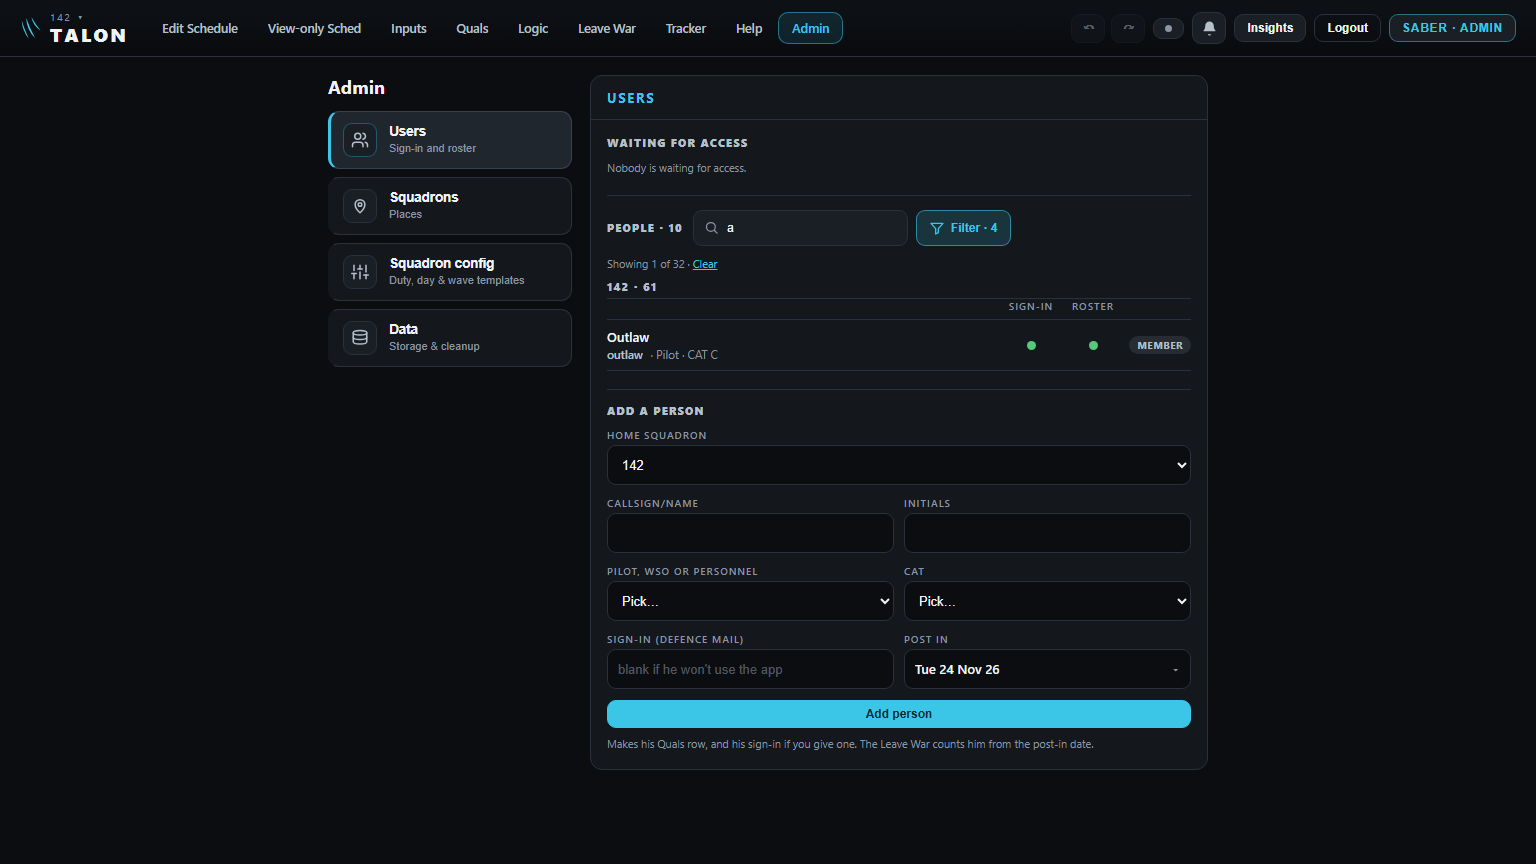 142 ▾
TALON
Edit Schedule
View-only Sched
Inputs
Quals
Logic
Leave War
Tracker
Help
Admin
Insights
Logout
SABER · ADMIN
Admin
Users
Sign-in and roster
Squadrons
Places
Squadron config
Duty, day & wave templates
Data
Storage & cleanup
USERS
WAITING FOR ACCESS
Nobody is waiting for access.
PEOPLE · 10
a
Filter · 4
Showing 1 of 32 · Clear
142 · 61
SIGN-IN ROSTER
Outlaw
outlaw · Pilot · CAT C
MEMBER
ADD A PERSON
HOME SQUADRON
142
CALLSIGN/NAME
INITIALS
PILOT, WSO OR PERSONNEL
CAT
Pick...
Pick...
SIGN-IN (DEFENCE MAIL)
POST IN
blank if he won't use the app
Tue 24 Nov 26
Add person
Makes his Quals row, and his sign-in if you give one. The Leave War counts him from the post-in date.